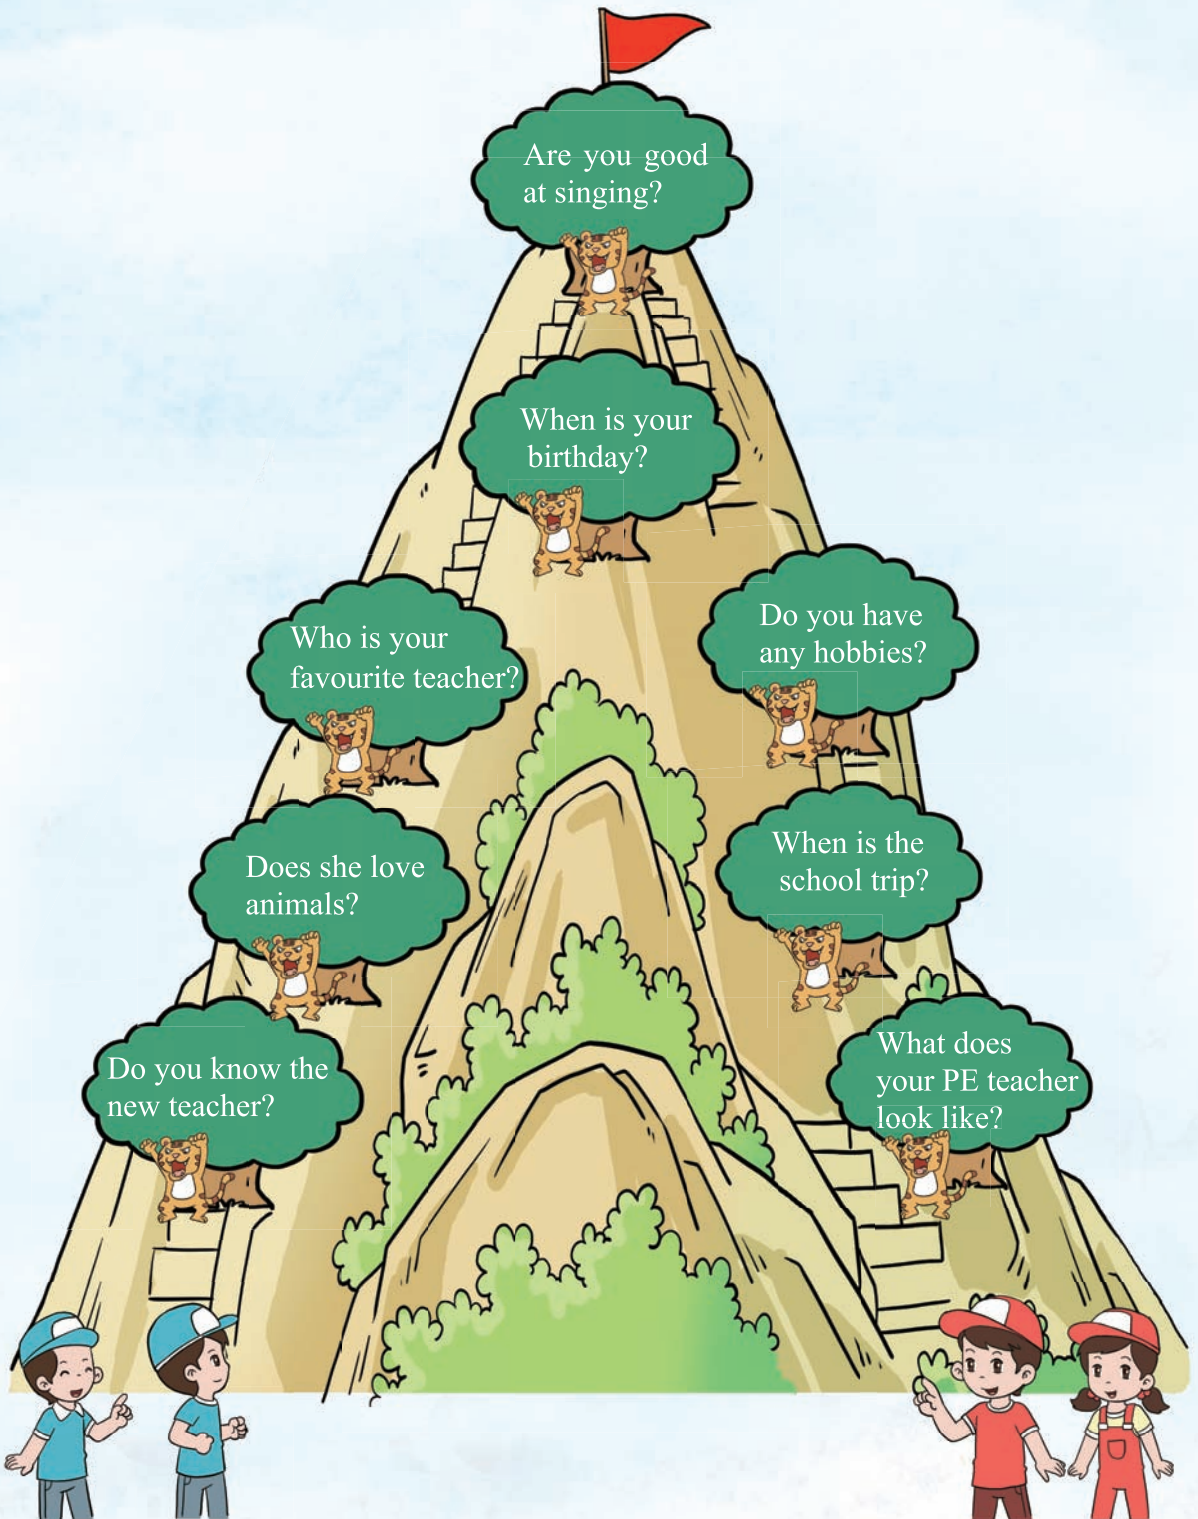 Are you good
at singing?
When is your
birthday?
Who is your
favourite teacher?
Do you have
any hobbies?
Does she love
animals?
When is the
school trip?
Do you know the
new teacher?
What does
your PE teacher
look like?